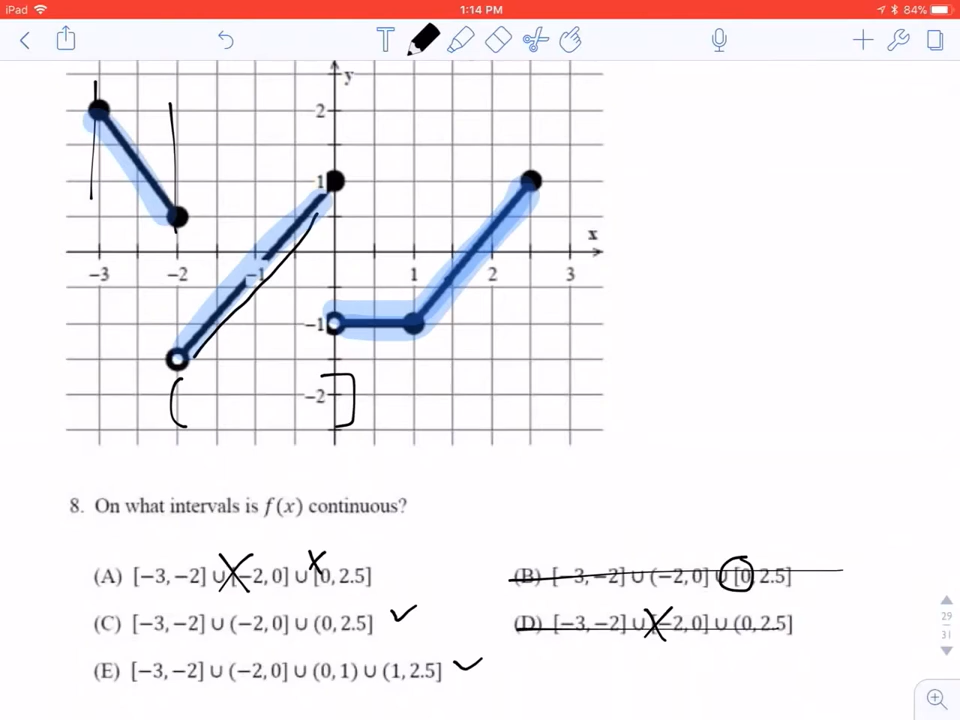 iPad 1:14 PM 84%
T
y
2
1
x
−3 −2 −1 1 2 3
−1
−2
8. On what intervals is f(x) continuous?
(A) [−3,−2] ∪ [−2,0] ∪ [0,2.5]
(B) [−3,−2] ∪ (−2,0] ∪ [0,2.5]
(C) [−3,−2] ∪ (−2,0] ∪ (0,2.5]
(D) [−3,−2] ∪ [−2,0] ∪ (0,2.5]
(E) [−3,−2] ∪ (−2,0] ∪ (0,1) ∪ (1,2.5]
29
31